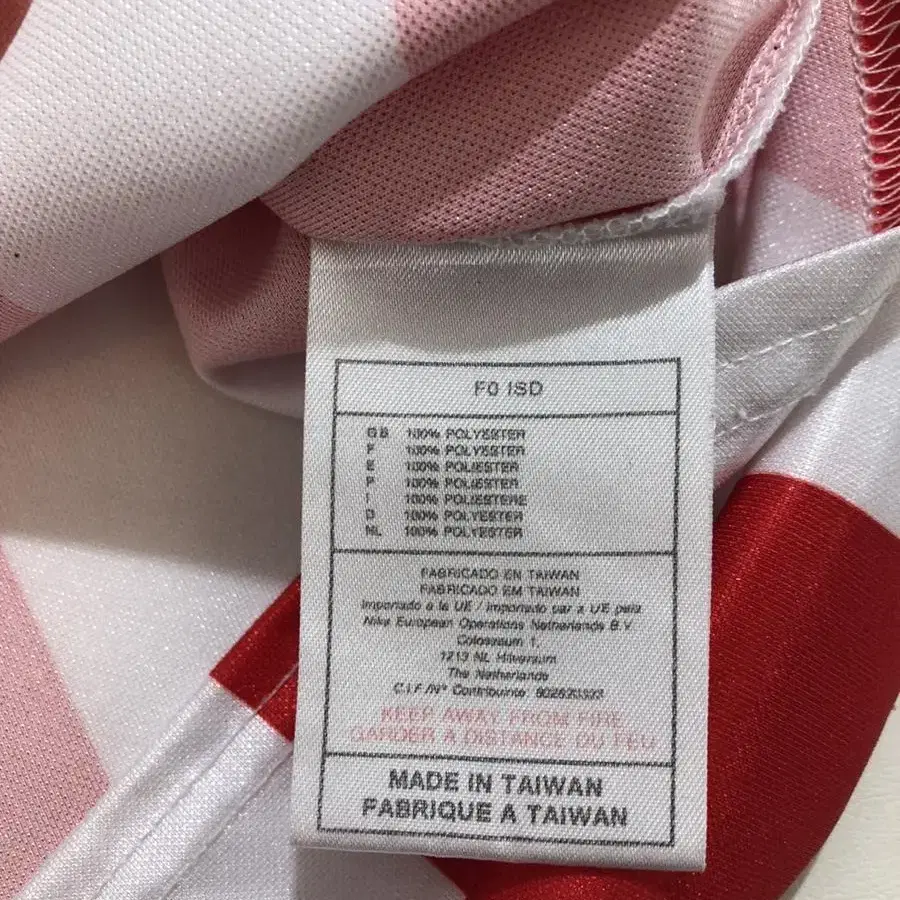 F0 ISD
GB 100% POLYESTER
F 100% POLYESTER
E 100% POLIESTER
P 100% POLIESTER
I 100% POLIESTERE
D 100% POLYESTER
NL 100% POLYESTER
FABRICADO EN TAIWAN
FABRICADO EM TAIWAN
Importado a la UE / Importado par a UE pela
Nike European Operations Netherlands B.V.
Colosseum 1,
1213 NL Hilversum
The Netherlands
C.I.F./Nº Contribuinte
KEEP AWAY FROM FIRE
GARDER A DISTANCE DU FEU
MADE IN TAIWAN
FABRIQUE A TAIWAN